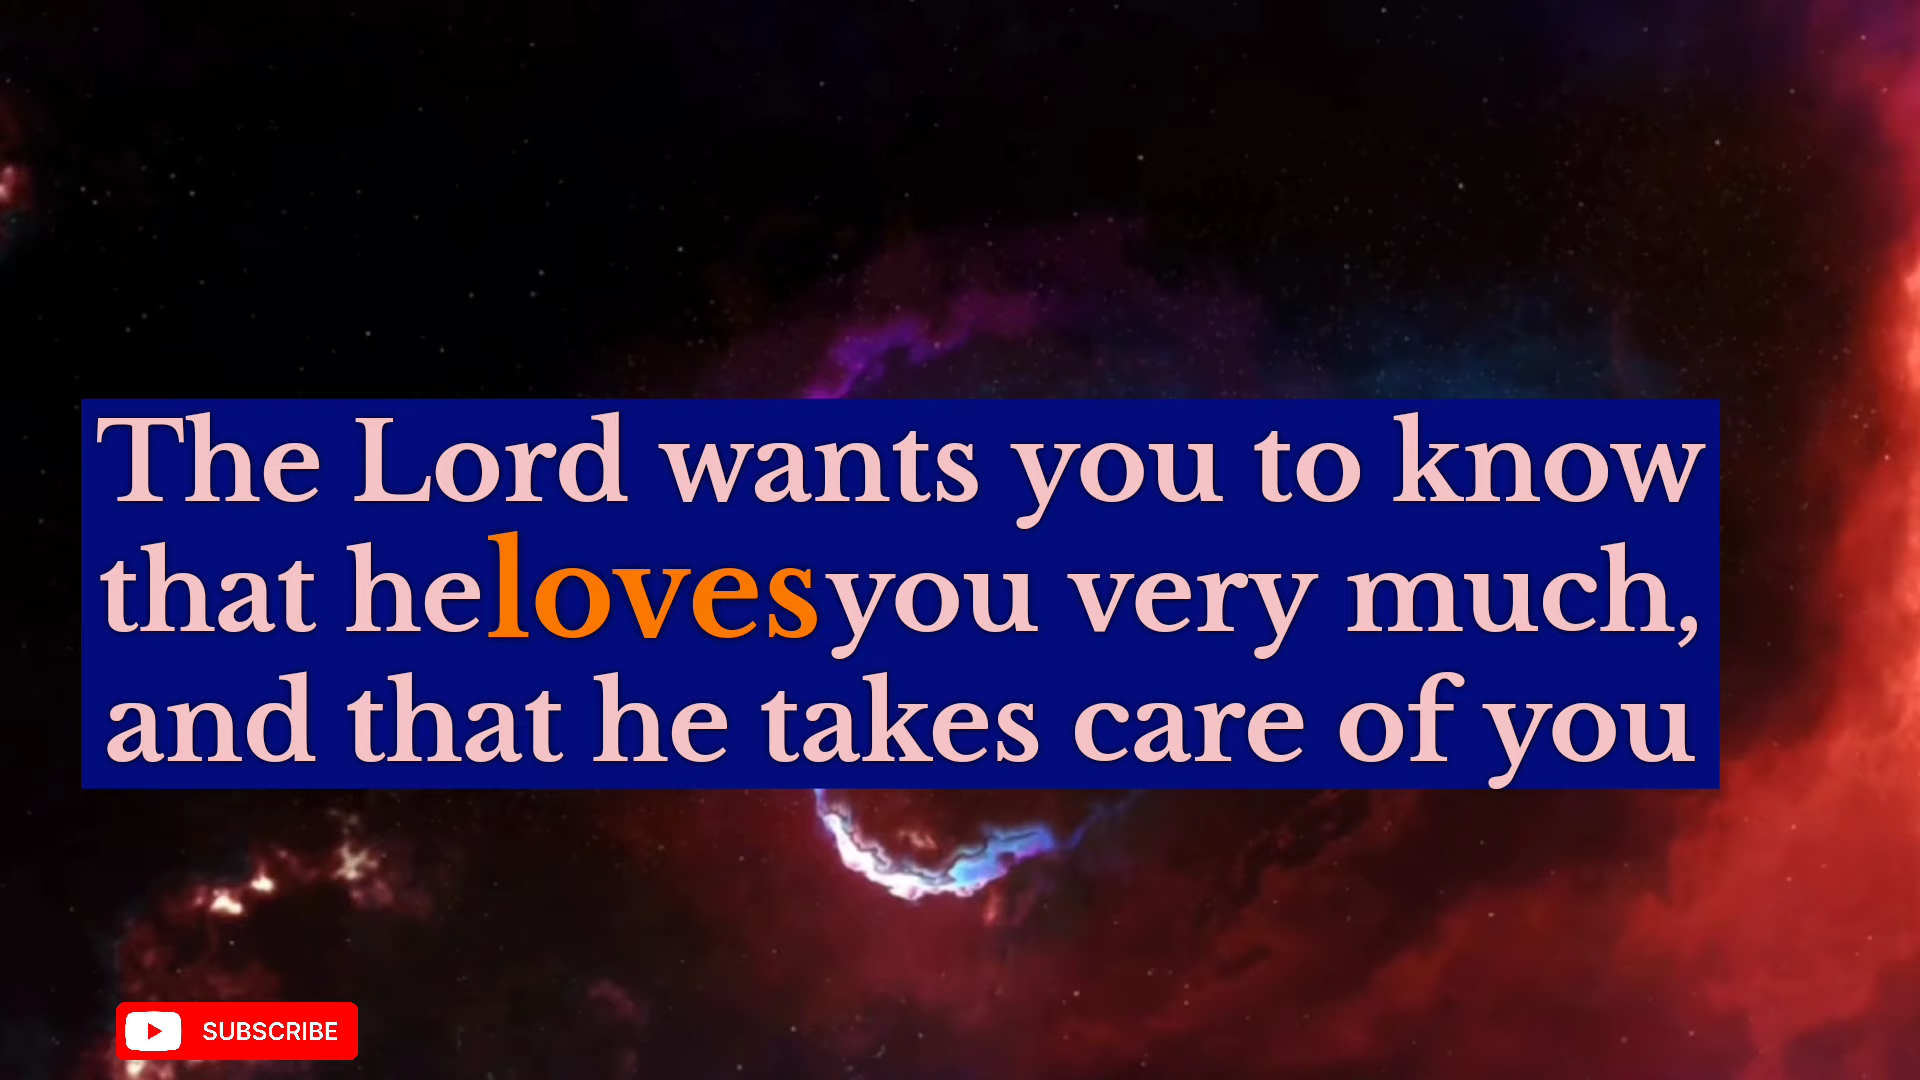 The Lord wants you to know
that he loves you very much,
and that he takes care of you
SUBSCRIBE